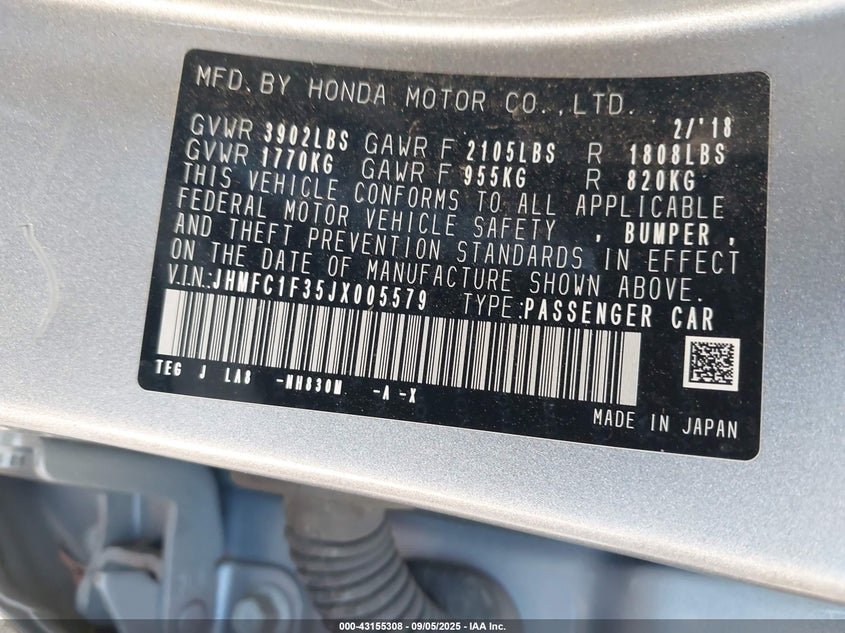 MFD. BY HONDA MOTOR CO., LTD.
2/'18
GVWR 3902LBS GAWR F 2105LBS R 1808LBS
GVWR 1770KG GAWR F 955KG R 820KG
THIS VEHICLE CONFORMS TO ALL APPLICABLE
FEDERAL MOTOR VEHICLE SAFETY , BUMPER ,
AND THEFT PREVENTION STANDARDS IN EFFECT
ON THE DATE OF MANUFACTURE SHOWN ABOVE.
V.I.N.:JHMFC1F35JX005579 TYPE:PASSENGER CAR
TEG J LA8 -NH830M -A -X
MADE IN JAPAN
000-43155308 - 09/05/2025 - IAA Inc.